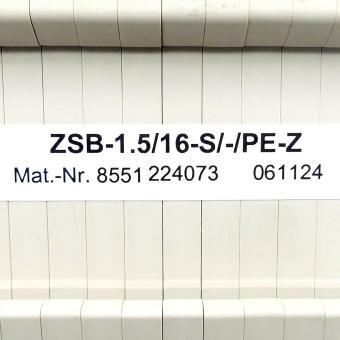 ZSB-1.5/16-S/-/PE-Z
Mat.-Nr. 8551 224073 061124